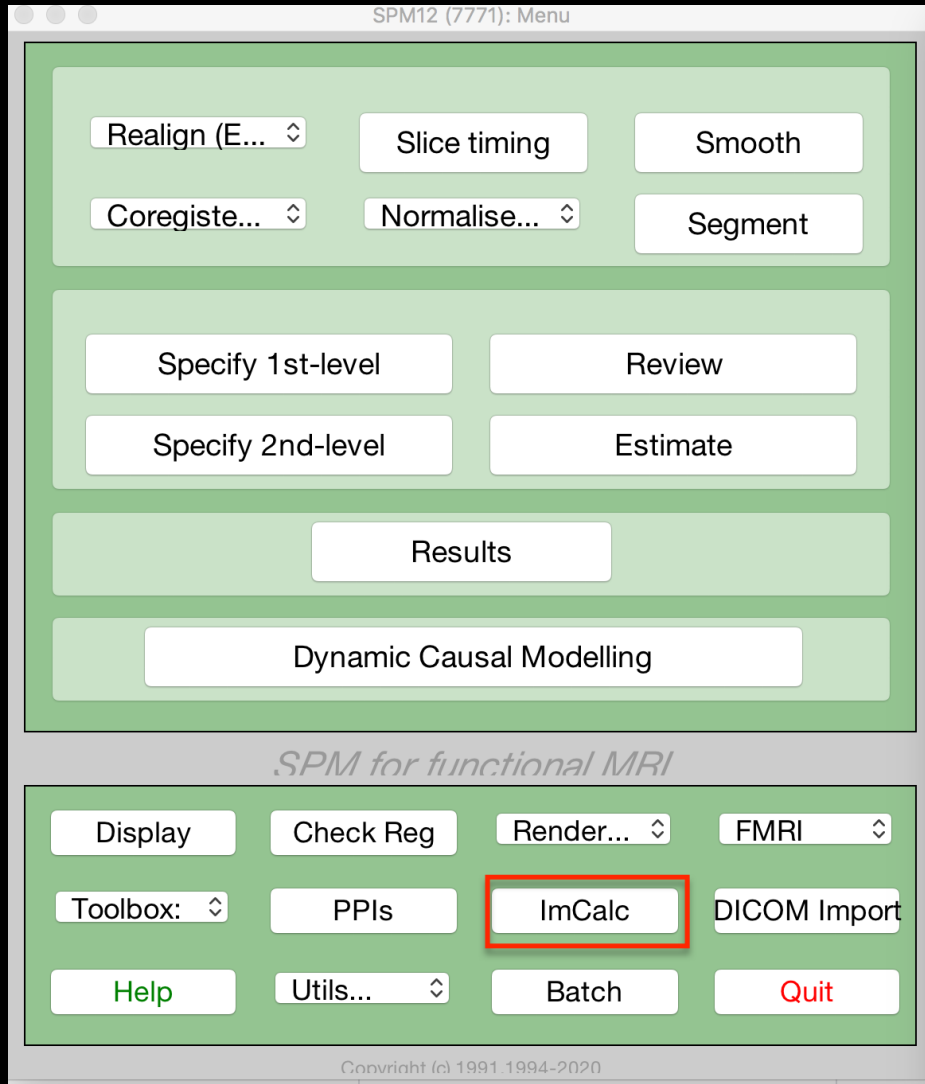 SPM12 (7771): Menu
Realign (E...
Slice timing
Smooth
Coregiste...
Normalise...
Segment
Specify 1st-level
Review
Specify 2nd-level
Estimate
Results
Dynamic Causal Modelling
SPM for functional MRI
Display
Check Reg
Render...
FMRI
Toolbox:
PPIs
ImCalc
DICOM Import
Help
Utils...
Batch
Quit
Copyright (c) 1991,1994-2020